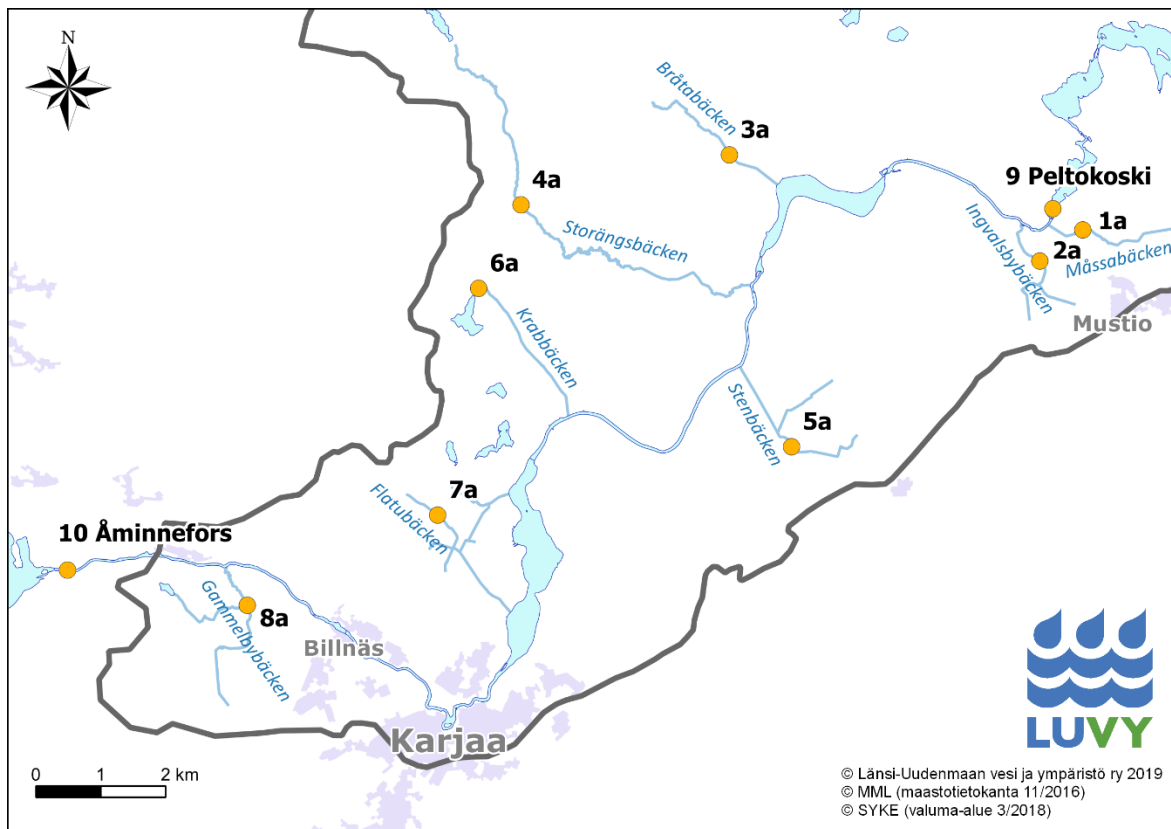 N
Bråtabäcken
3a
4a
9 Peltokoski
1a
Ingvalsbybäcken
2a
Måssabäcken
Storängsbäcken
6a
Mustio
Krabbäcken
Stenbäcken
5a
7a
Flatubäcken
10 Åminnefors
Gammelbybäcken
8a
Billnäs
Karjaa
LUVY
0 1 2 km
© Länsi-Uudenmaan vesi ja ympäristö ry 2019
© MML (maastotietokanta 11/2016)
© SYKE (valuma-alue 3/2018)